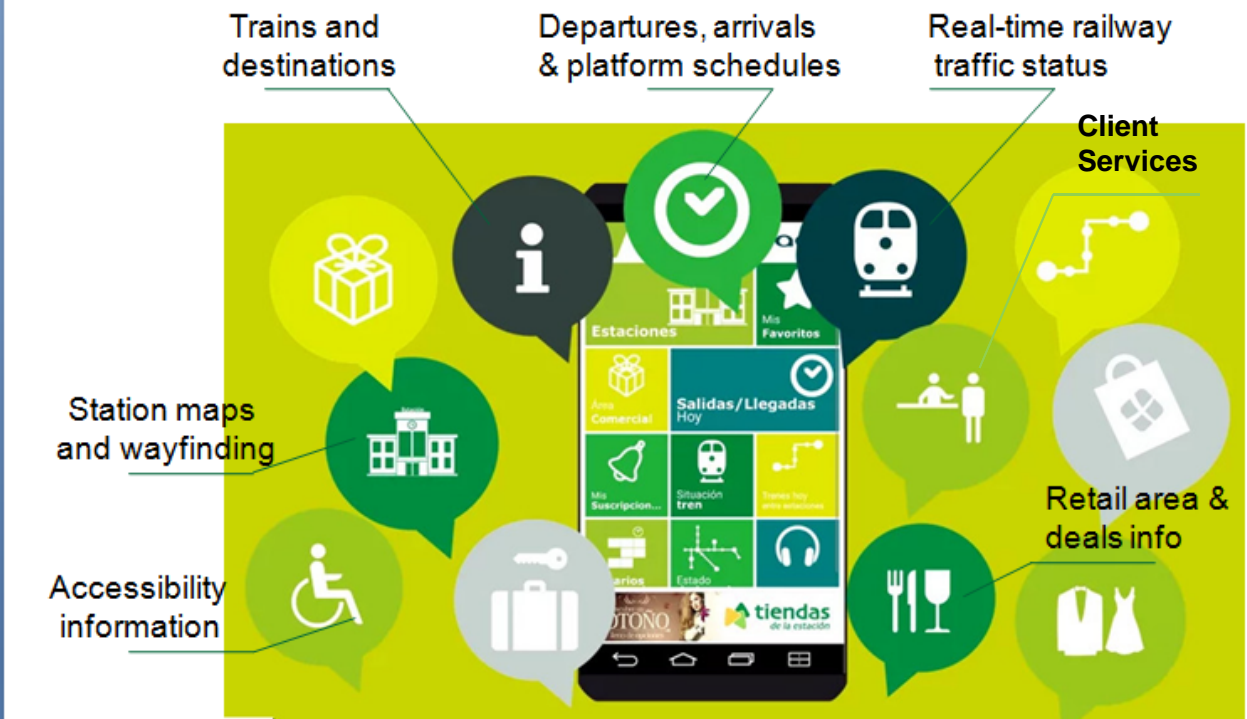 Trains and
destinations
Departures, arrivals
& platform schedules
Real-time railway
traffic status
Client
Services
Station maps
and wayfinding
Accessibility
information
Retail area &
deals info
Estaciones
Mis
Favoritos
Área
Comercial
Salidas/Llegadas
Hoy
Mis
Suscripcion...
Situación
tren
Trenes hoy
entre estaciones
Estado
tiendas
de la estación